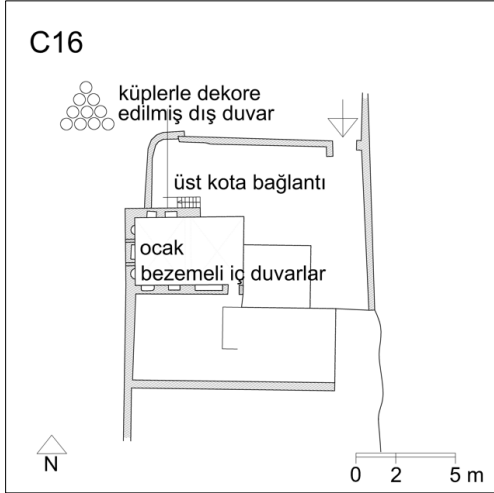 C16
küplerle dekore
edilmiş dış duvar
üst kota bağlantı
ocak
bezemeli iç duvarlar
N
0 2 5 m